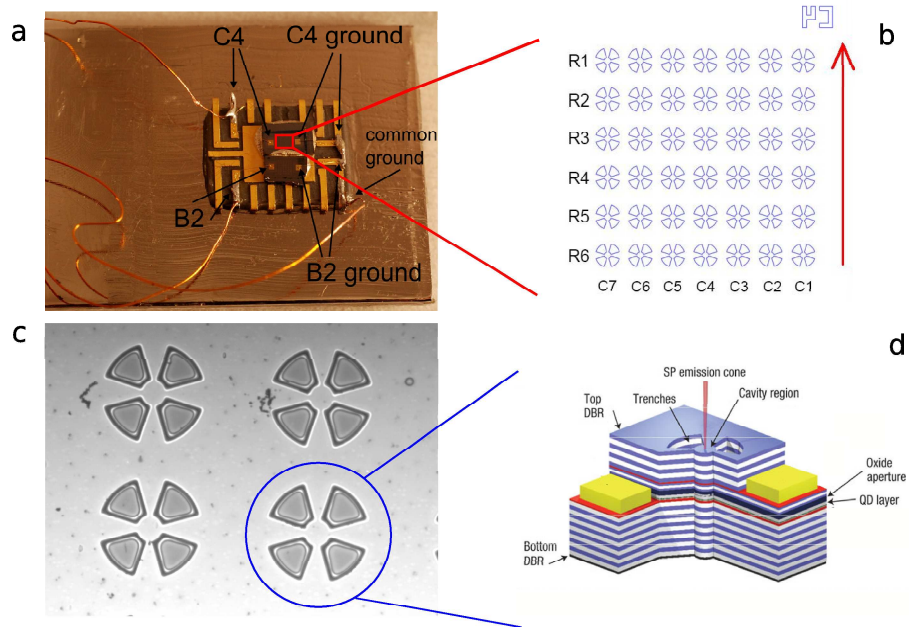 a
C4
C4 ground
common
ground
B2
B2 ground
b
R1
R2
R3
R4
R5
R6
C7 C6 C5 C4 C3 C2 C1
c
d
SP emission cone
Trenches
Cavity region
Top
DBR
Oxide
aperture
QD layer
Bottom
DBR